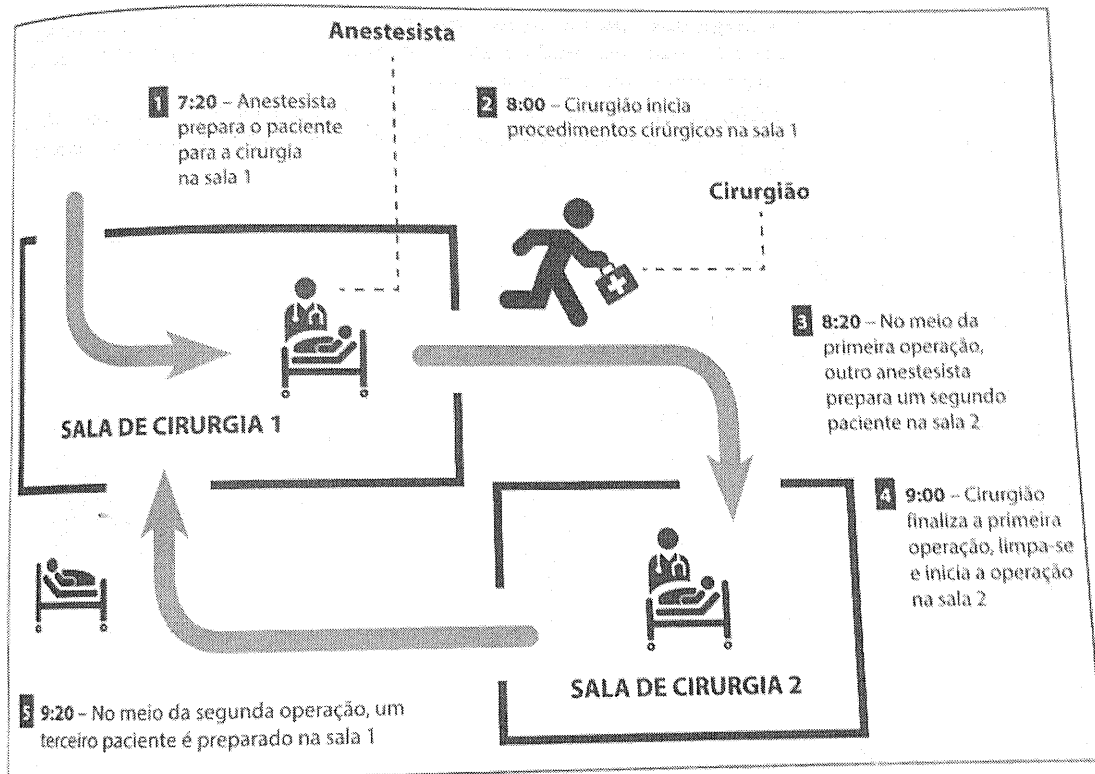 Anestesista
1 7:20 – Anestesista
prepara o paciente
para a cirurgia
na sala 1
2 8:00 – Cirurgião inicia
procedimentos cirúrgicos na sala 1
Cirurgião
3 8:20 – No meio da
primeira operação,
outro anestesista
prepara um segundo
paciente na sala 2
SALA DE CIRURGIA 1
4 9:00 – Cirurgião
finaliza a primeira
operação, limpa-se
e inicia a operação
na sala 2
SALA DE CIRURGIA 2
5 9:20 – No meio da segunda operação, um
terceiro paciente é preparado na sala 1